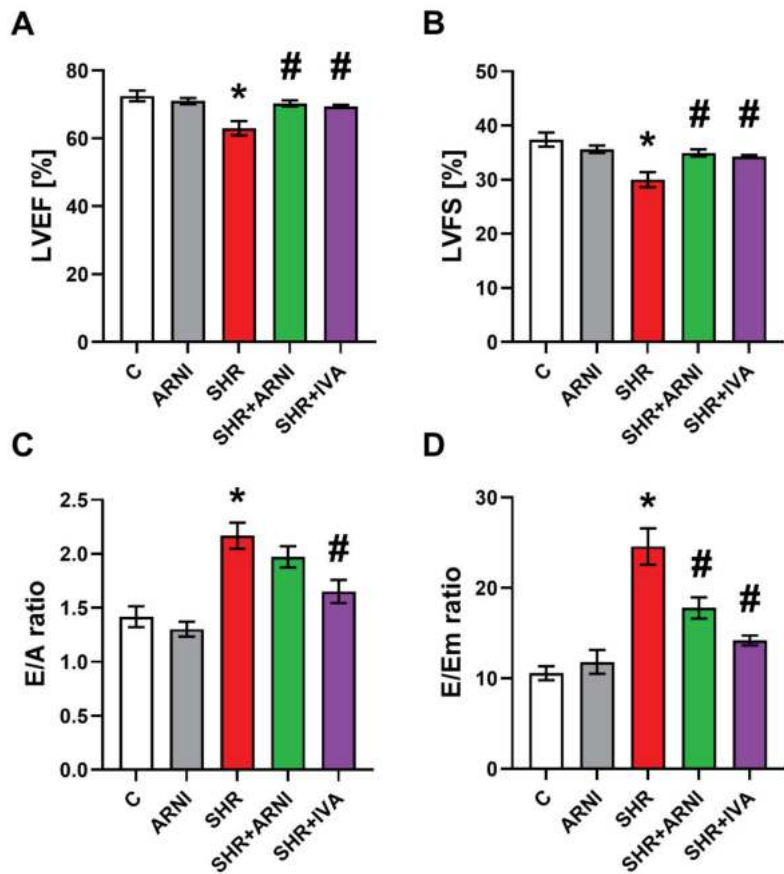 A
LVEF [%]
80
60
40
20
0
*
#
#
C
ARNI
SHR
SHR+ARNI
SHR+IVA
B
LVFS [%]
50
40
30
20
10
0
*
#
#
C
ARNI
SHR
SHR+ARNI
SHR+IVA
C
E/A ratio
2.5
2.0
1.5
1.0
0.5
0.0
*
#
C
ARNI
SHR
SHR+ARNI
SHR+IVA
D
E/Em ratio
30
20
10
0
*
#
#
C
ARNI
SHR
SHR+ARNI
SHR+IVA